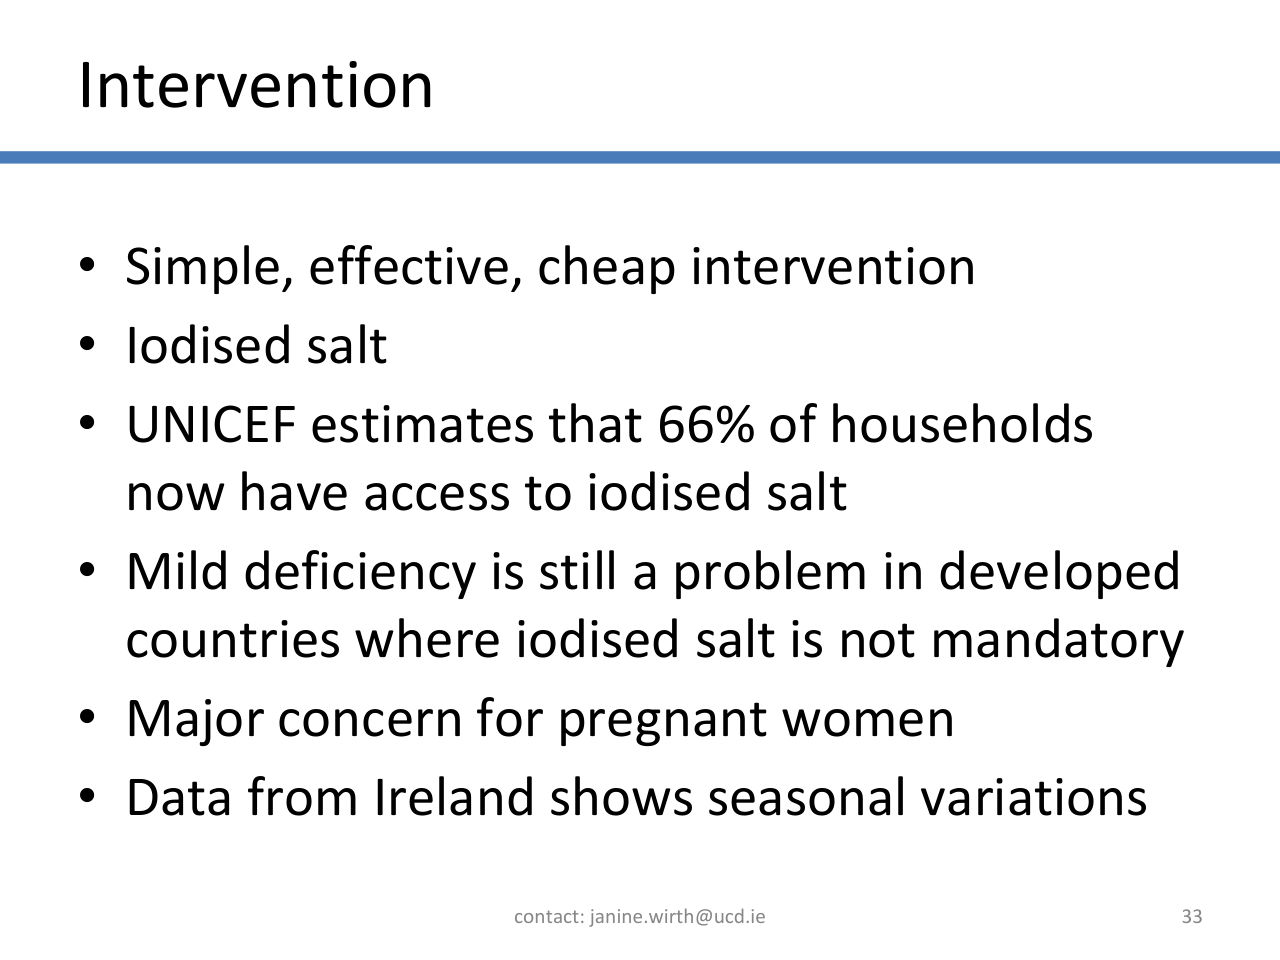 Intervention
• Simple, effective, cheap intervention
• Iodised salt
• UNICEF estimates that 66% of households
now have access to iodised salt
• Mild deficiency is still a problem in developed
countries where iodised salt is not mandatory
• Major concern for pregnant women
• Data from Ireland shows seasonal variations
contact: janine.wirth@ucd.ie
33